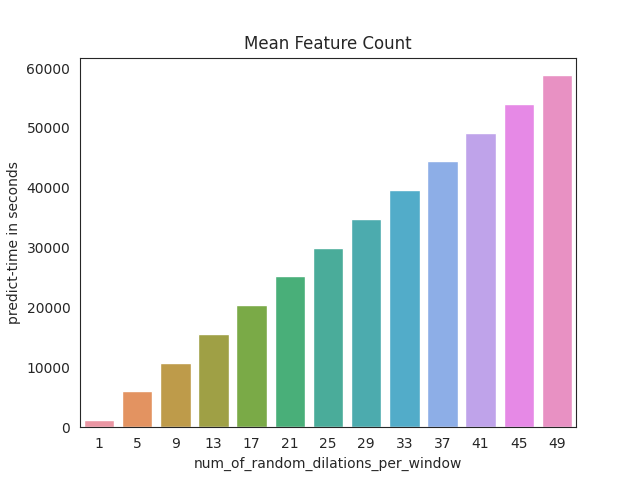 Mean Feature Count
predict-time in seconds
60000
50000
40000
30000
20000
10000
0
1 5 9 13 17 21 25 29 33 37 41 45 49
num_of_random_dilations_per_window